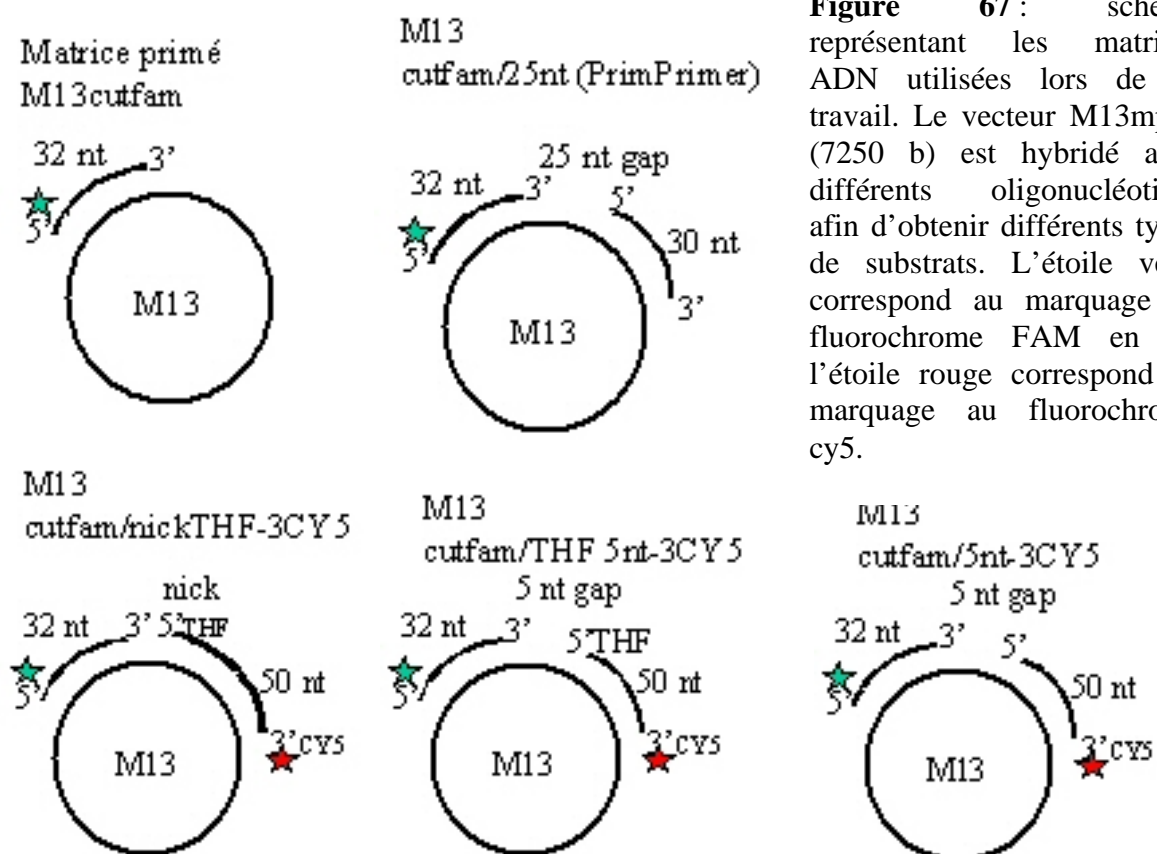 Matrice primé
M13cutfam
32 nt
3’
5’
M13
M13
cutfam/25nt (PrimPrimer)
25 nt gap
32 nt
3’
5’
5’
30 nt
3’
M13
Figure 67 : sche
représentant les matri
ADN utilisées lors de
travail. Le vecteur M13mp
(7250 b) est hybridé a
différents oligonucléoti
afin d’obtenir différents ty
de substrats. L’étoile ve
correspond au marquage
fluorochrome FAM en
l’étoile rouge correspond
marquage au fluorochro
cy5.
M13
cutfam/nickTHF-3CY5
nick
32 nt
3’ 5’THF
5’
50 nt
3’CY5
M13
M13
cutfam/THF 5nt-3CY5
5 nt gap
32 nt
3’
5’THF
5’
50 nt
3’CY5
M13
M13
cutfam/5nt-3CY5
5 nt gap
32 nt
3’
5’
5’
50 nt
3’CY5
M13